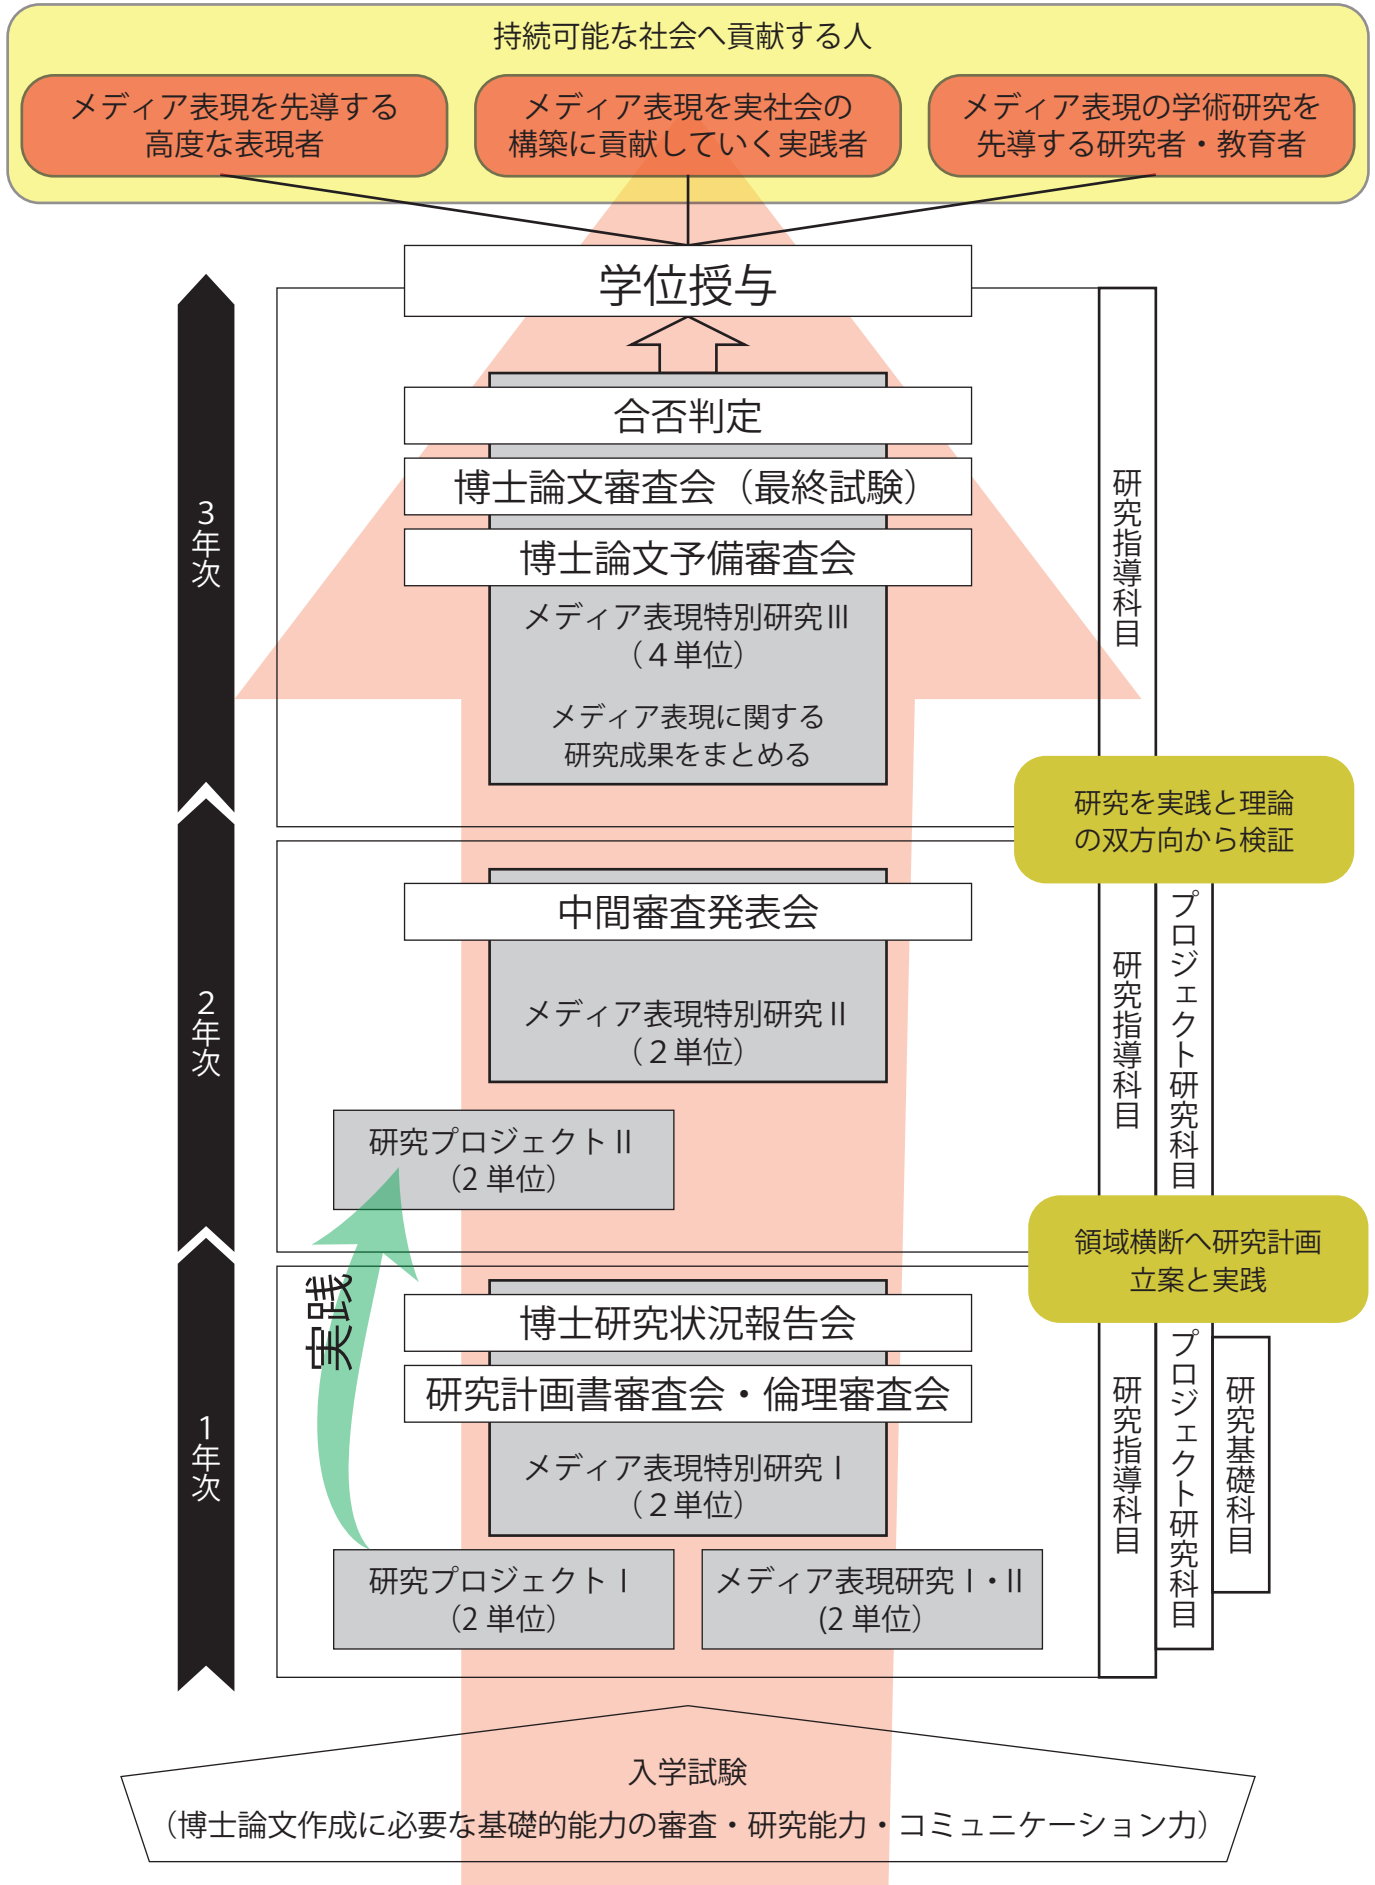 持続可能な社会へ貢献する人
メディア表現を先導する
高度な表現者
メディア表現を実社会の
構築に貢献していく実践者
メディア表現の学術研究を
先導する研究者・教育者
学位授与
合否判定
博士論文審査会（最終試験）
博士論文予備審査会
メディア表現特別研究Ⅲ
（４単位）
メディア表現に関する
研究成果をまとめる
3年次
研究指導科目
研究を実践と理論
の双方向から検証
中間審査発表会
メディア表現特別研究Ⅱ
（２単位）
研究プロジェクトⅡ
（2 単位）
2年次
研究指導科目
プロジェクト研究科目
領域横断へ研究計画
立案と実践
実践
博士研究状況報告会
研究計画書審査会・倫理審査会
メディア表現特別研究Ⅰ
（２単位）
研究プロジェクトⅠ
（2 単位）
メディア表現研究Ⅰ・Ⅱ
(2 単位）
1年次
研究指導科目
プロジェクト研究科目
研究基礎科目
入学試験
（博士論文作成に必要な基礎的能力の審査・研究能力・コミュニケーション力）